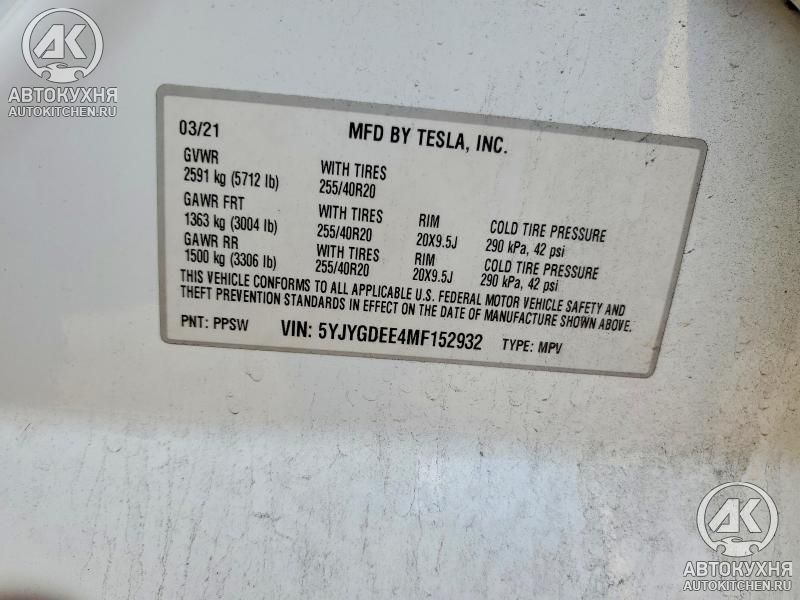 AK
АВТОКУХНЯ
AUTOKITCHEN.RU
03/21 MFD BY TESLA, INC.
GVWR
2591 kg (5712 lb) WITH TIRES
255/40R20
GAWR FRT
1363 kg (3004 lb) WITH TIRES
255/40R20 RIM
20X9.5J COLD TIRE PRESSURE
290 kPa, 42 psi
GAWR RR
1500 kg (3306 lb) WITH TIRES
255/40R20 RIM
20X9.5J COLD TIRE PRESSURE
290 kPa, 42 psi
THIS VEHICLE CONFORMS TO ALL APPLICABLE U.S. FEDERAL MOTOR VEHICLE SAFETY AND
THEFT PREVENTION STANDARDS IN EFFECT ON THE DATE OF MANUFACTURE SHOWN ABOVE.
PNT: PPSW VIN: 5YJYGDEE4MF152932 TYPE: MPV
AK
АВТОКУХНЯ
AUTOKITCHEN.RU